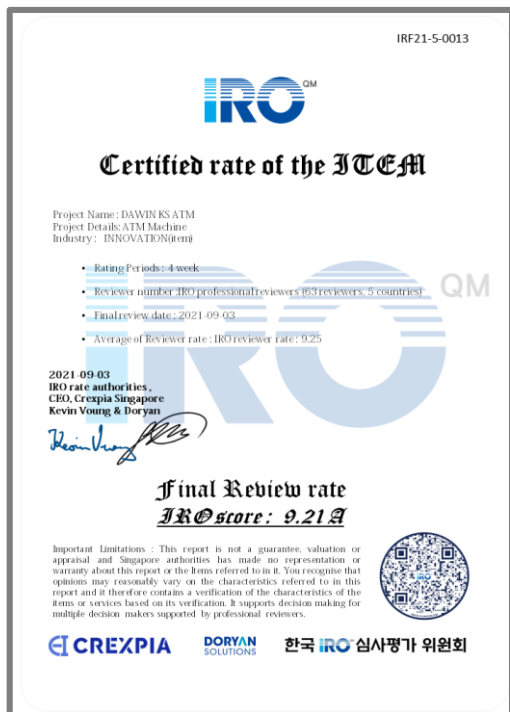 IRF21-5-0013
IRO QM
Certified rate of the ITEM
Project Name : DAWIN KS ATM
Project Details: ATM Machine
Industry : INNOVATION(item)
• Rating Periods : 4 week
• Reviewer number :IRO professional reviewers (63 reviewers, 5 countries)
QM
• Final review date : 2021-09-03
• Average of Reviewer rate : IRO reviewer rate : 9.25
IRO
2021-09-03
IRO rate authorities ,
CEO, Crexpia Singapore
Kevin Voung & Doryan
Final Review rate
IRO score : 9.21 A
Important Limitations : This report is not a guarantee, valuation or
appraisal and Singapore authorities has made no representation or
warranty about this report or the Items referred to in it. You recognise that
opinions may reasonably vary on the characteristics referred to in this
report and it therefore contains a verification of the characteristics of the
items or services based on its verification. It supports decision making for
multiple decision makers supported by professional reviewers.
IRO
CREXPIA
DORYAN
SOLUTIONS
한국 IRO 심사평가 위원회